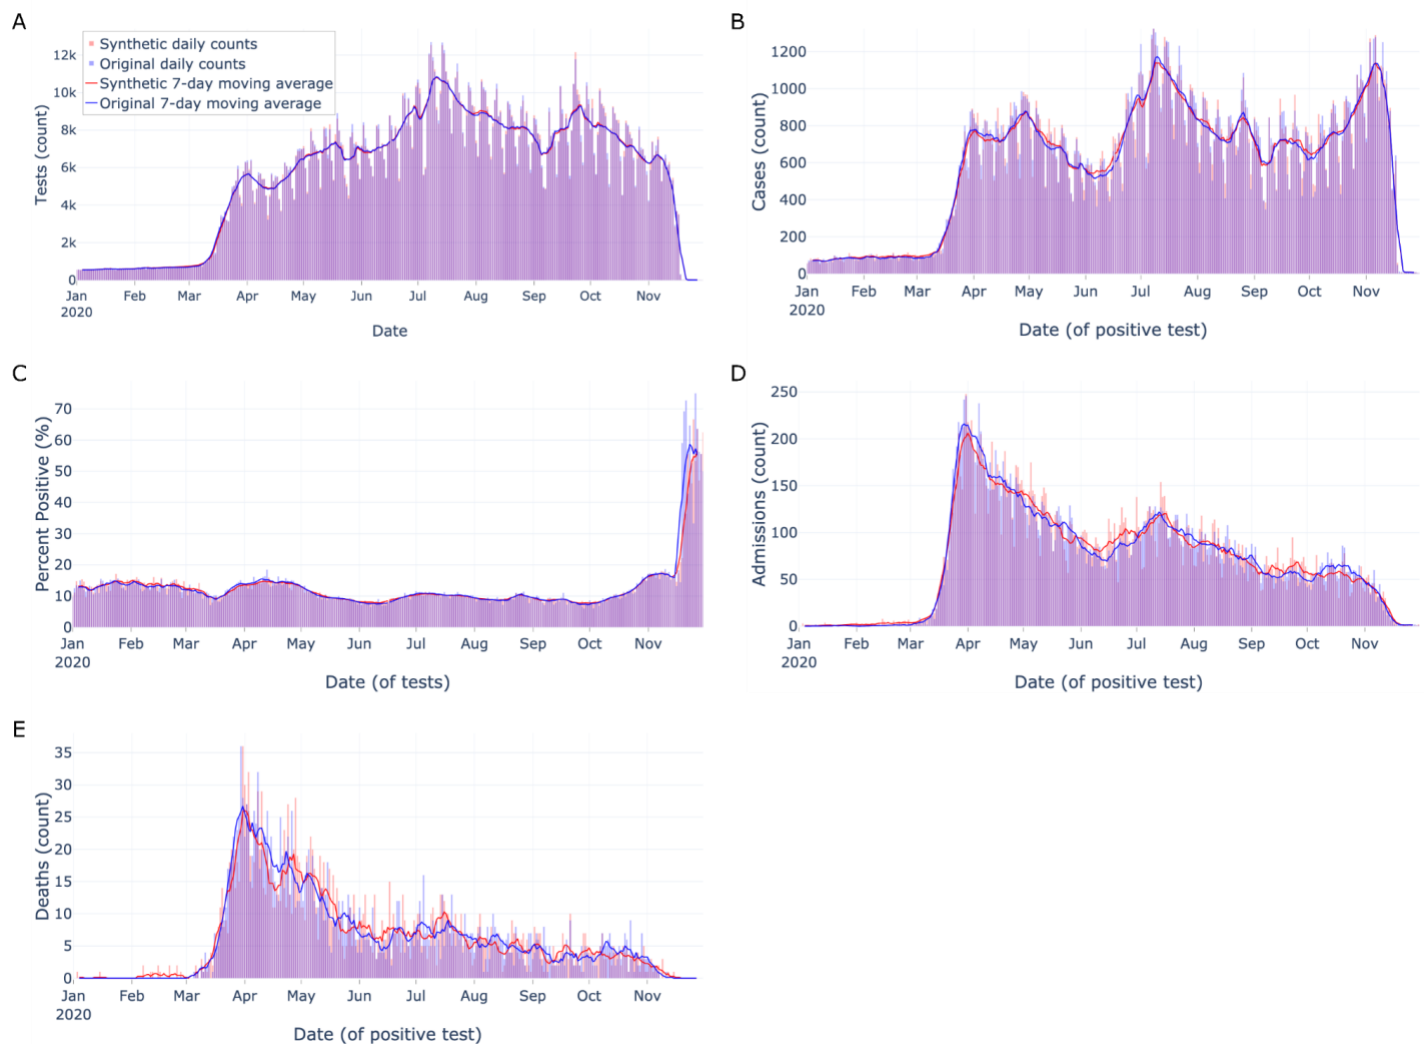 A
Synthetic daily counts
Original daily counts
Synthetic 7-day moving average
Original 7-day moving average
Tests (count)
12k
10k
8k
6k
4k
2k
0
Jan Feb Mar Apr May Jun Jul Aug Sep Oct Nov
2020
Date
B
Cases (count)
1200
1000
800
600
400
200
0
Jan Feb Mar Apr May Jun Jul Aug Sep Oct Nov
2020
Date (of positive test)
C
Percent Positive (%)
70
60
50
40
30
20
10
0
Jan Feb Mar Apr May Jun Jul Aug Sep Oct Nov
2020
Date (of tests)
D
Admissions (count)
250
200
150
100
50
0
Jan Feb Mar Apr May Jun Jul Aug Sep Oct Nov
2020
Date (of positive test)
E
Deaths (count)
35
30
25
20
15
10
5
0
Jan Feb Mar Apr May Jun Jul Aug Sep Oct Nov
2020
Date (of positive test)